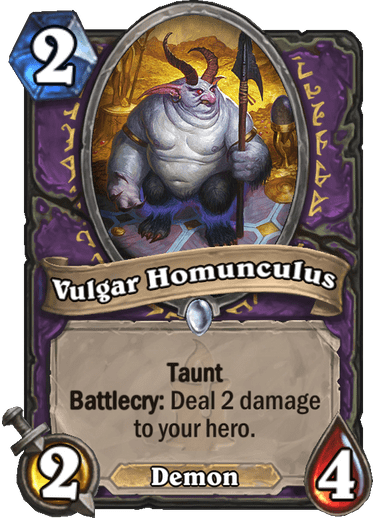 2
Vulgar Homunculus
Taunt
Battlecry: Deal 2 damage
to your hero.
2
Demon
4